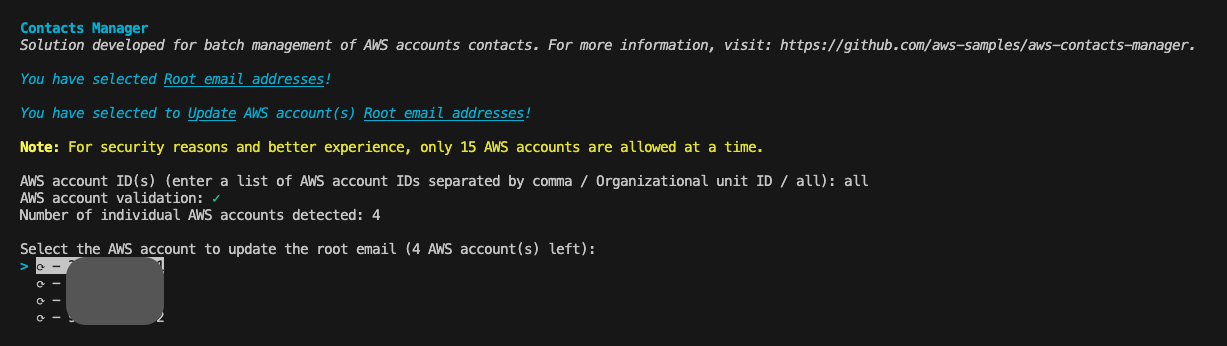 Contacts Manager
Solution developed for batch management of AWS accounts contacts. For more information, visit: https://github.com/aws-samples/aws-contacts-manager.
You have selected Root email addresses!
You have selected to Update AWS account(s) Root email addresses!
Note: For security reasons and better experience, only 15 AWS accounts are allowed at a time.
AWS account ID(s) (enter a list of AWS account IDs separated by comma / Organizational unit ID / all): all
AWS account validation: ✓
Number of individual AWS accounts detected: 4
Select the AWS account to update the root email (4 AWS account(s) left):
> ⟳ –
⟳ –
⟳ –
⟳ – 2